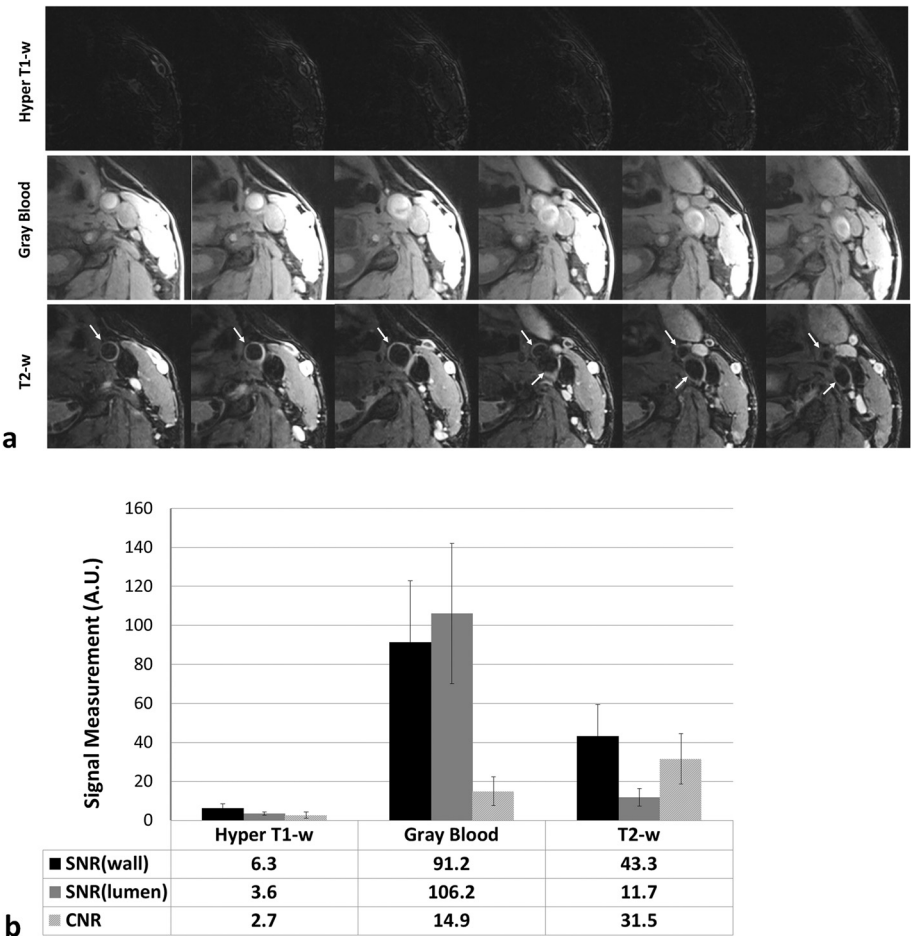 Hyper T1-w
Gray Blood
T2-w
a
Signal Measurement (A.U.)
160
140
120
100
80
60
40
20
0
Hyper T1-w Gray Blood T2-w
SNR(wall) 6.3 91.2 43.3
SNR(lumen) 3.6 106.2 11.7
CNR 2.7 14.9 31.5
b